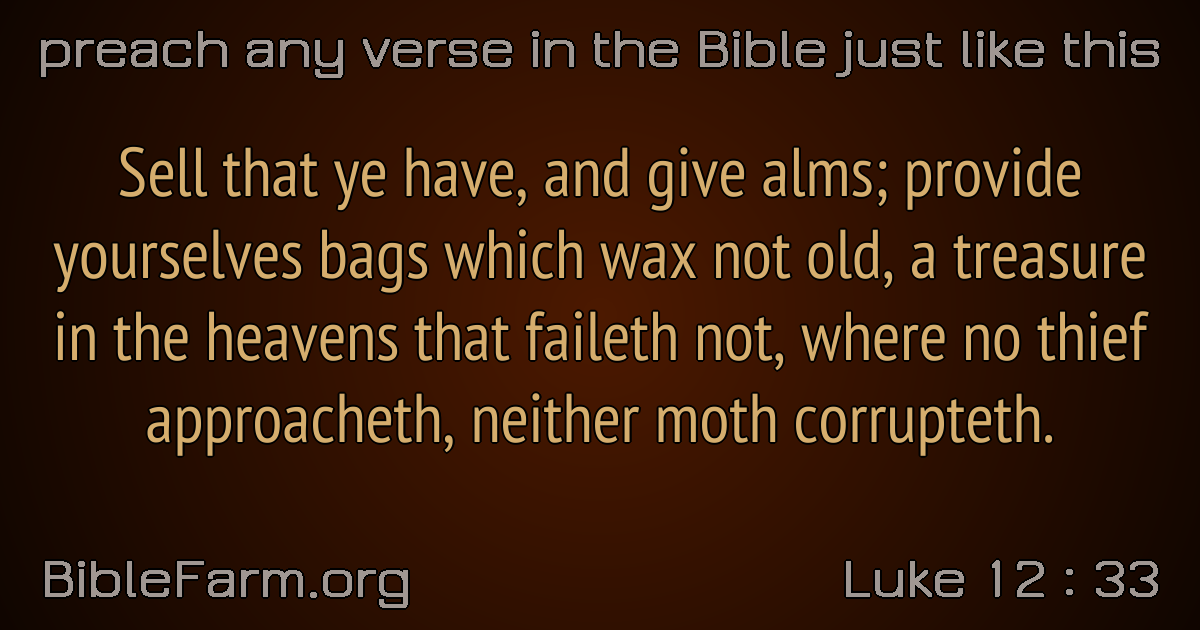 preach any verse in the Bible just like this
Sell that ye have, and give alms; provide
yourselves bags which wax not old, a treasure
in the heavens that faileth not, where no thief
approacheth, neither moth corrupteth.
BibleFarm.org
Luke 12 : 33